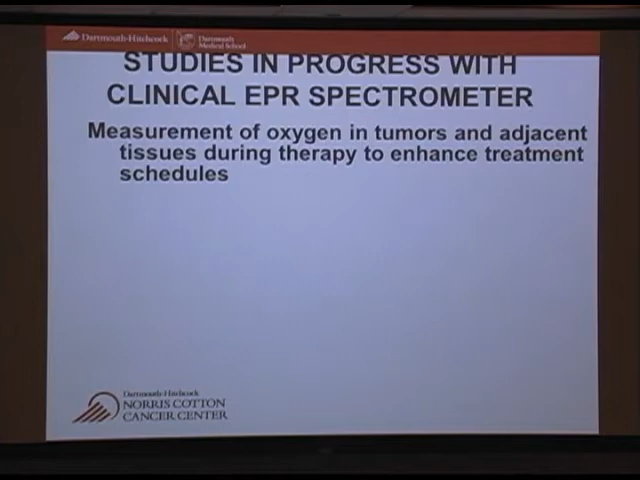 Dartmouth-Hitchcock
Dartmouth
Medical School
STUDIES IN PROGRESS WITH
CLINICAL EPR SPECTROMETER
Measurement of oxygen in tumors and adjacent
tissues during therapy to enhance treatment
schedules
Dartmouth-Hitchcock
NORRIS COTTON
CANCER CENTER